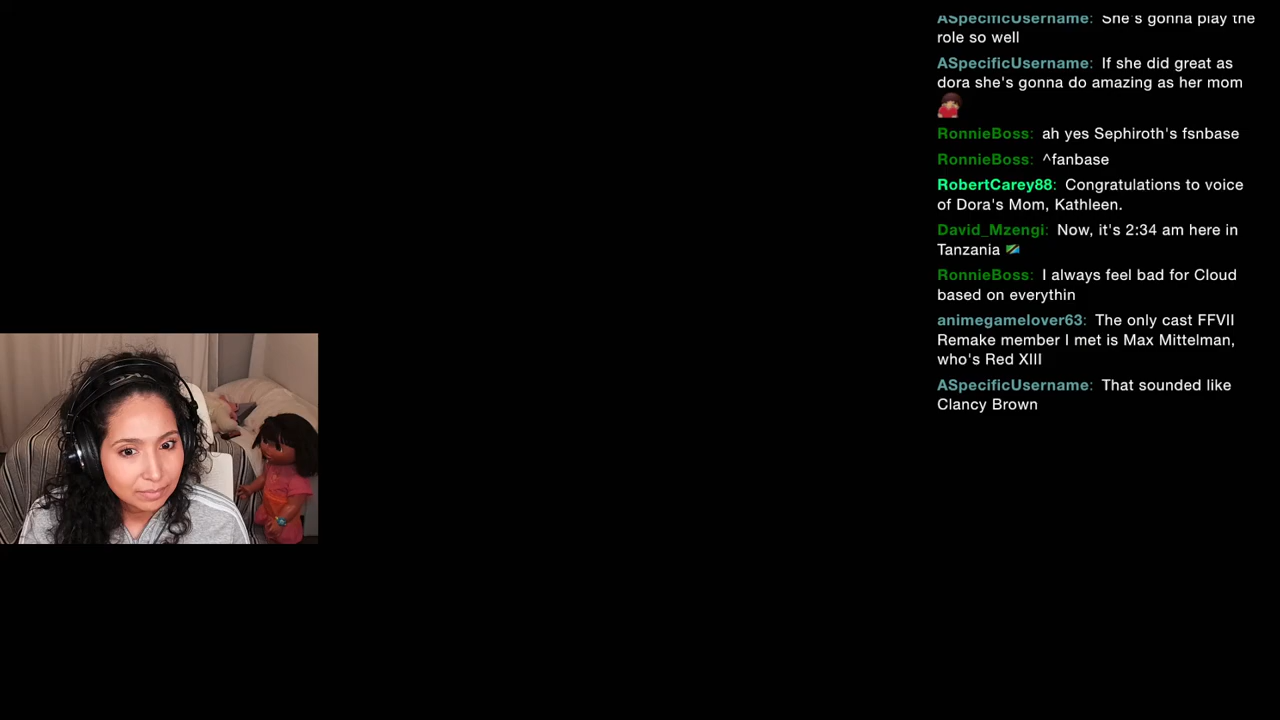 ASpecificUsername: She's gonna play the
role so well
ASpecificUsername: If she did great as
dora she's gonna do amazing as her mom
RonnieBoss: ah yes Sephiroth's fsnbase
RonnieBoss: ^fanbase
RobertCarey88: Congratulations to voice
of Dora's Mom, Kathleen.
David_Mzengi: Now, it's 2:34 am here in
Tanzania
RonnieBoss: I always feel bad for Cloud
based on everythin
animegamelover63: The only cast FFVII
Remake member I met is Max Mittelman,
who's Red XIII
ASpecificUsername: That sounded like
Clancy Brown